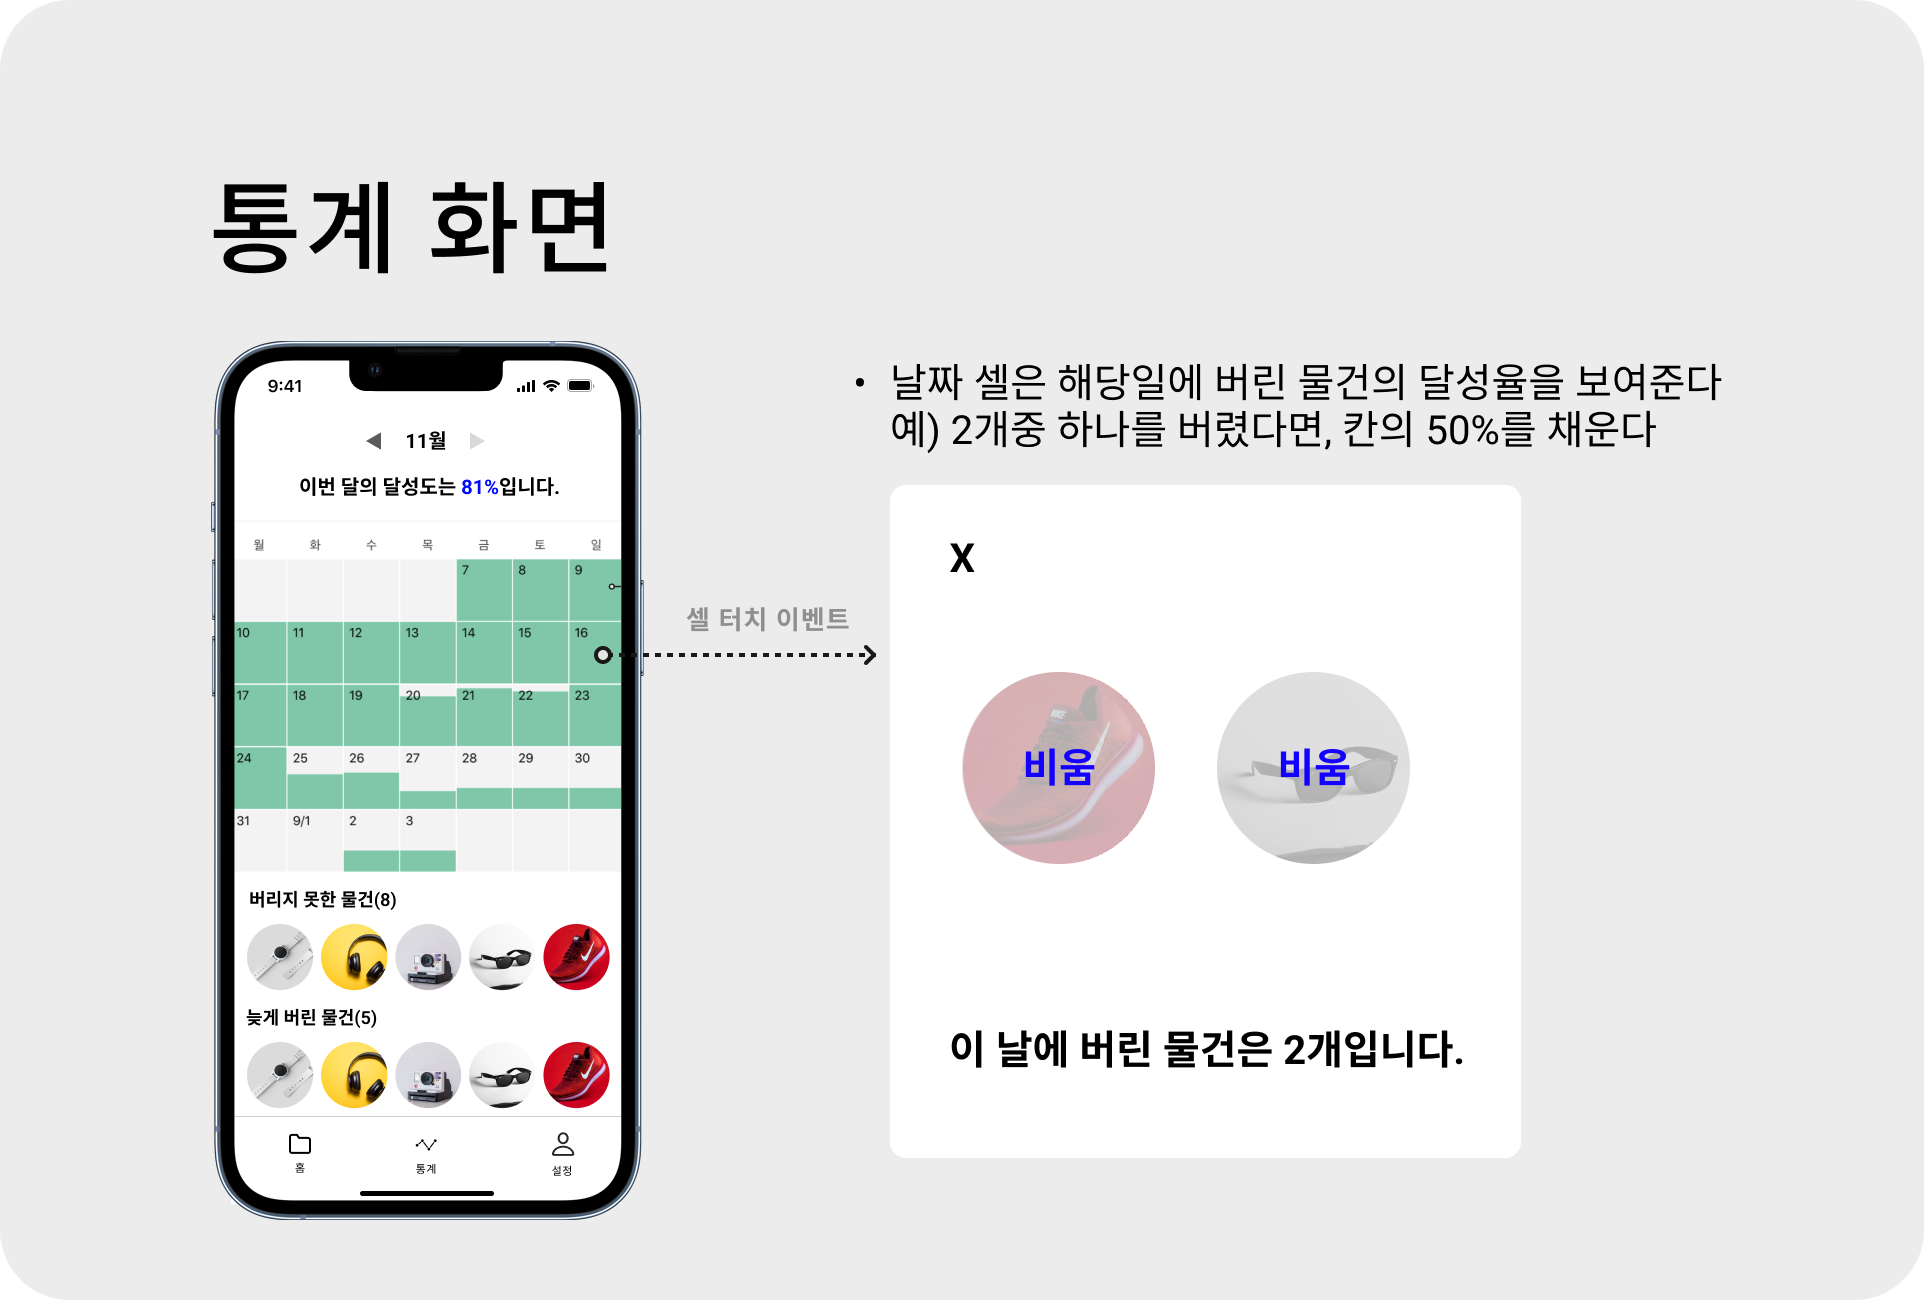 통계 화면
9:41
11월
이번 달의 달성도는 81%입니다.
월 화 수 목 금 토 일
7 8 9
10 11 12 13 14 15 16
17 18 19 20 21 22 23
24 25 26 27 28 29 30
31 9/1 2 3
버리지 못한 물건(8)
늦게 버린 물건(5)
홈 통계 설정
셀 터치 이벤트
• 날짜 셀은 해당일에 버린 물건의 달성율을 보여준다
예) 2개중 하나를 버렸다면, 칸의 50%를 채운다
X
NIKE
비움 비움
이 날에 버린 물건은 2개입니다.